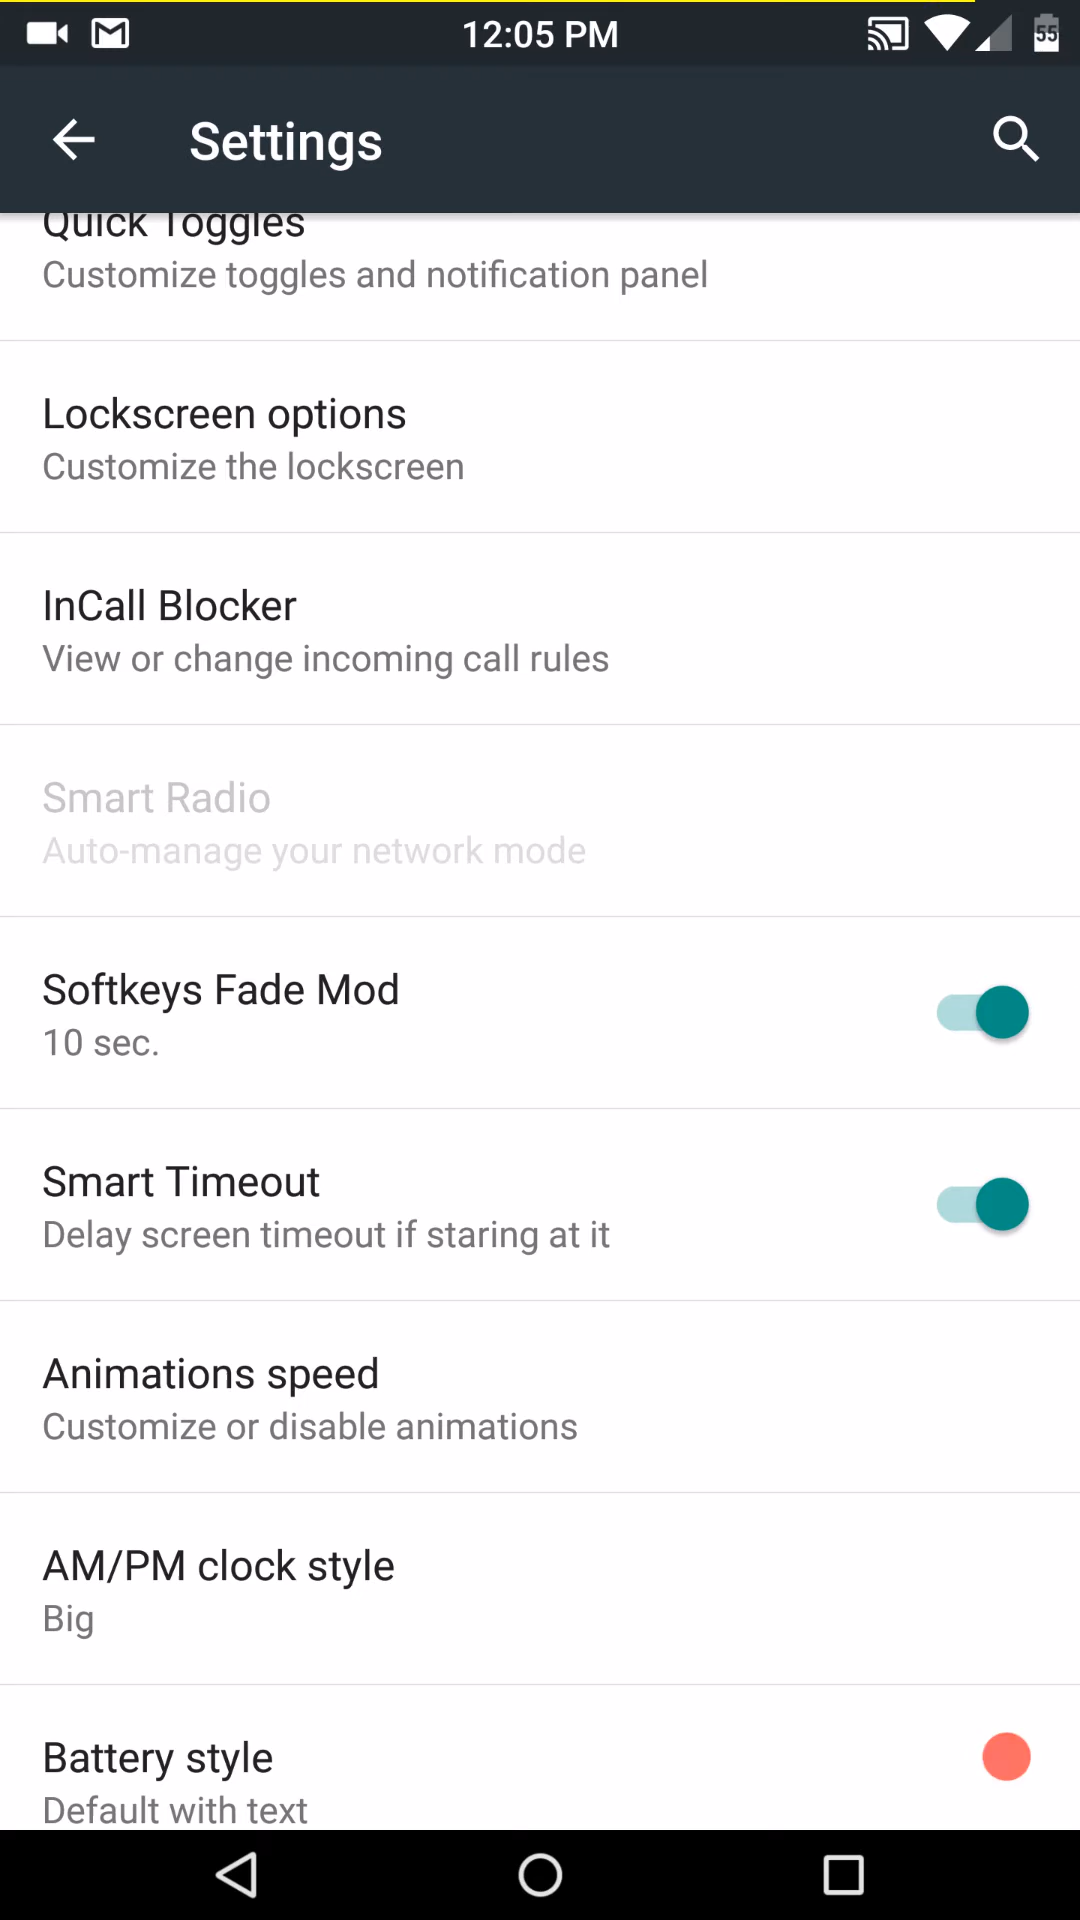 12:05 PM
55
Settings
Quick Toggles
Customize toggles and notification panel
Lockscreen options
Customize the lockscreen
InCall Blocker
View or change incoming call rules
Smart Radio
Auto-manage your network mode
Softkeys Fade Mod
10 sec.
Smart Timeout
Delay screen timeout if staring at it
Animations speed
Customize or disable animations
AM/PM clock style
Big
Battery style
Default with text